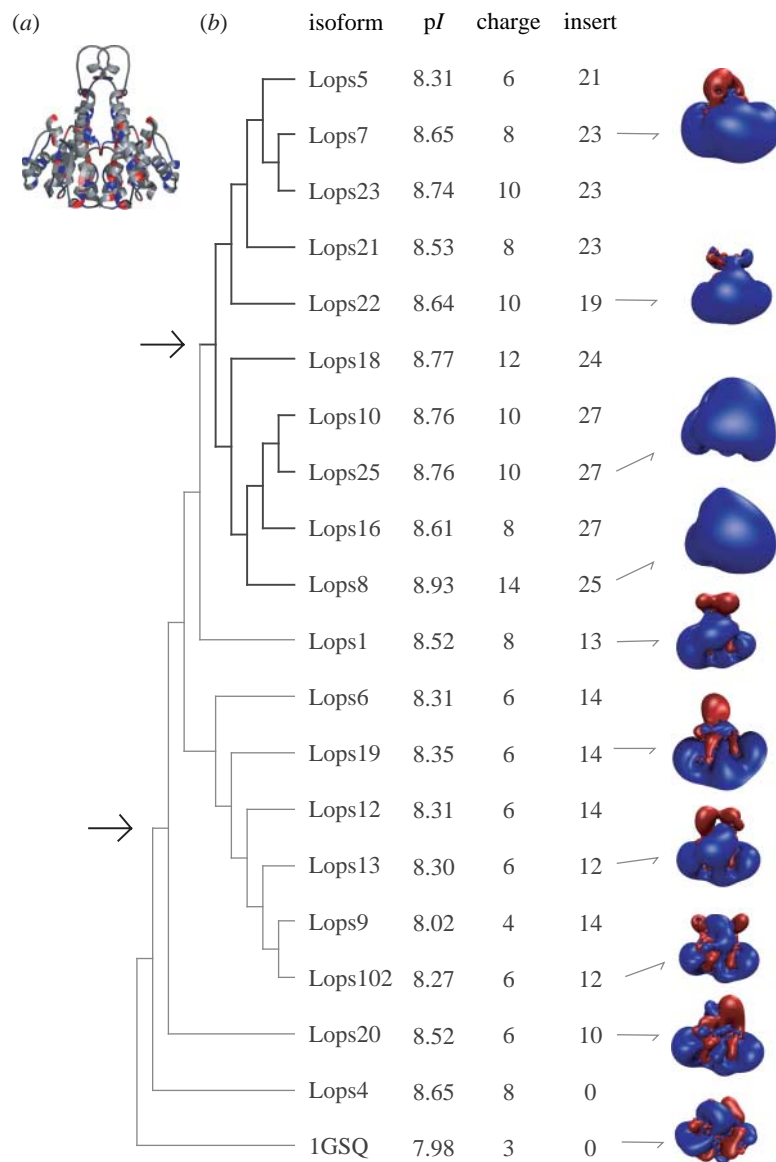 (a) (b) isoform pI charge insert
Lops5 8.31 6 21
Lops7 8.65 8 23
Lops23 8.74 10 23
Lops21 8.53 8 23
Lops22 8.64 10 19
Lops18 8.77 12 24
Lops10 8.76 10 27
Lops25 8.76 10 27
Lops16 8.61 8 27
Lops8 8.93 14 25
Lops1 8.52 8 13
Lops6 8.31 6 14
Lops19 8.35 6 14
Lops12 8.31 6 14
Lops13 8.30 6 12
Lops9 8.02 4 14
Lops102 8.27 6 12
Lops20 8.52 6 10
Lops4 8.65 8 0
1GSQ 7.98 3 0